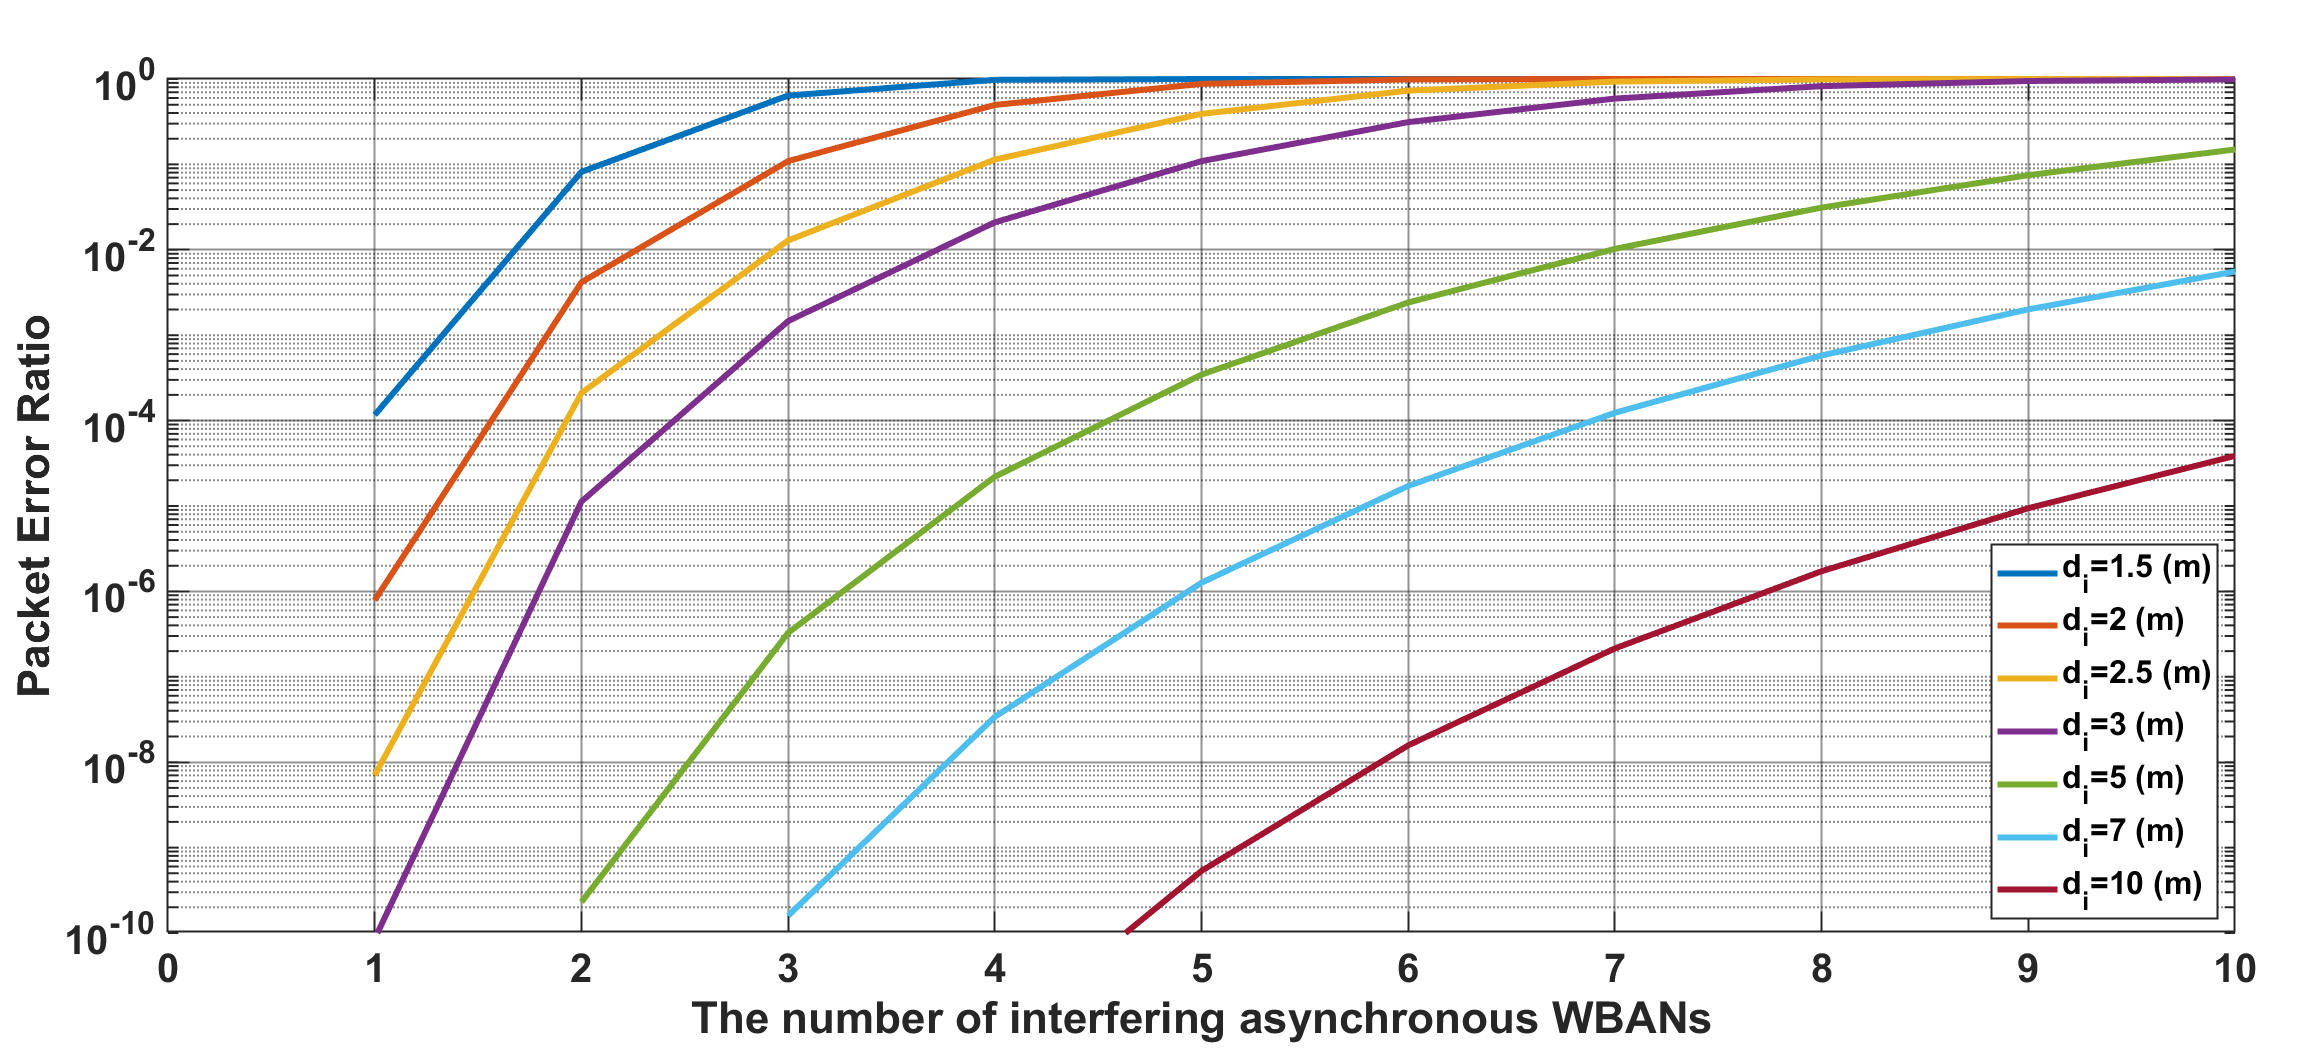 Packet Error Ratio
10^0
10^-2
10^-4
10^-6
10^-8
10^-10
0 1 2 3 4 5 6 7 8 9 10
The number of interfering asynchronous WBANs
d_i=1.5 (m)
d_i=2 (m)
d_i=2.5 (m)
d_i=3 (m)
d_i=5 (m)
d_i=7 (m)
d_i=10 (m)